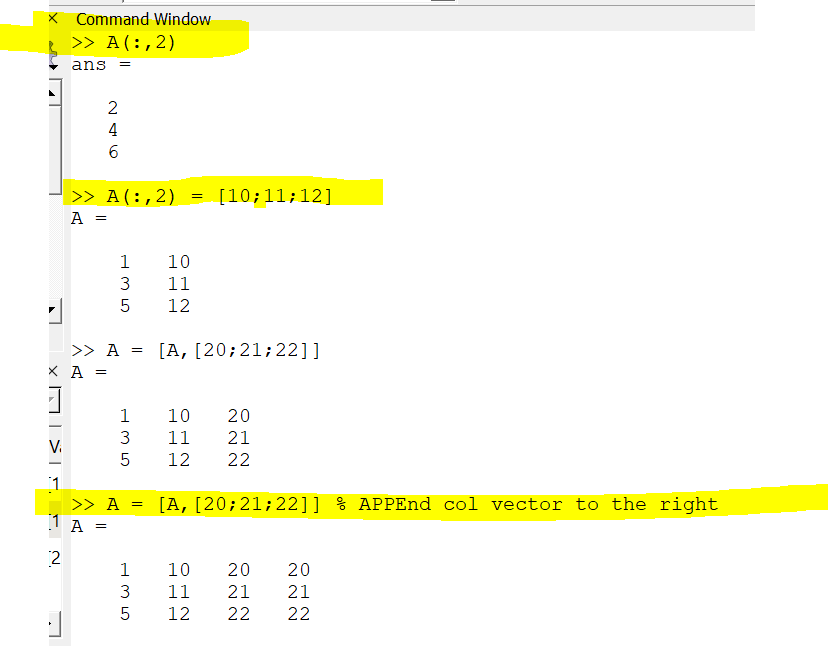 Command Window
>> A(:,2)
ans =
2
4
6
>> A(:,2) = [10;11;12]
A =
1 10
3 11
5 12
>> A = [A,[20;21;22]]
A =
1 10 20
3 11 21
5 12 22
>> A = [A,[20;21;22]] % APPEnd col vector to the right
A =
1 10 20 20
3 11 21 21
5 12 22 22